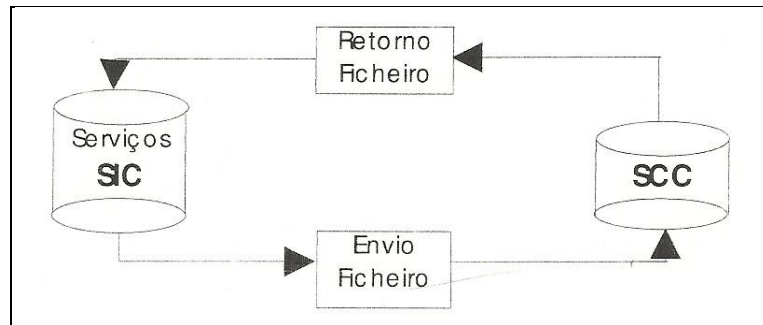 Retorno
Ficheiro
Serviços
SIC
SCC
Envio
Ficheiro